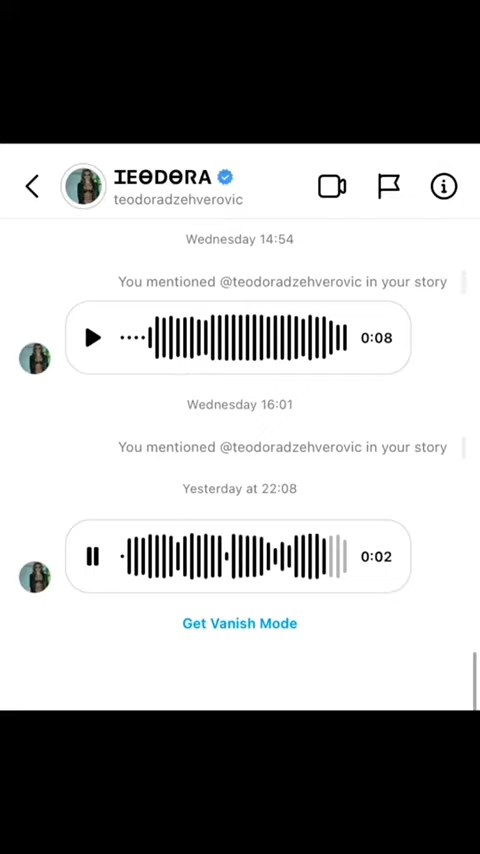 ꞮEѲDѲRA
teodoradzehverovic
Wednesday 14:54
You mentioned @teodoradzehverovic in your story
0:08
Wednesday 16:01
You mentioned @teodoradzehverovic in your story
Yesterday at 22:08
0:02
Get Vanish Mode